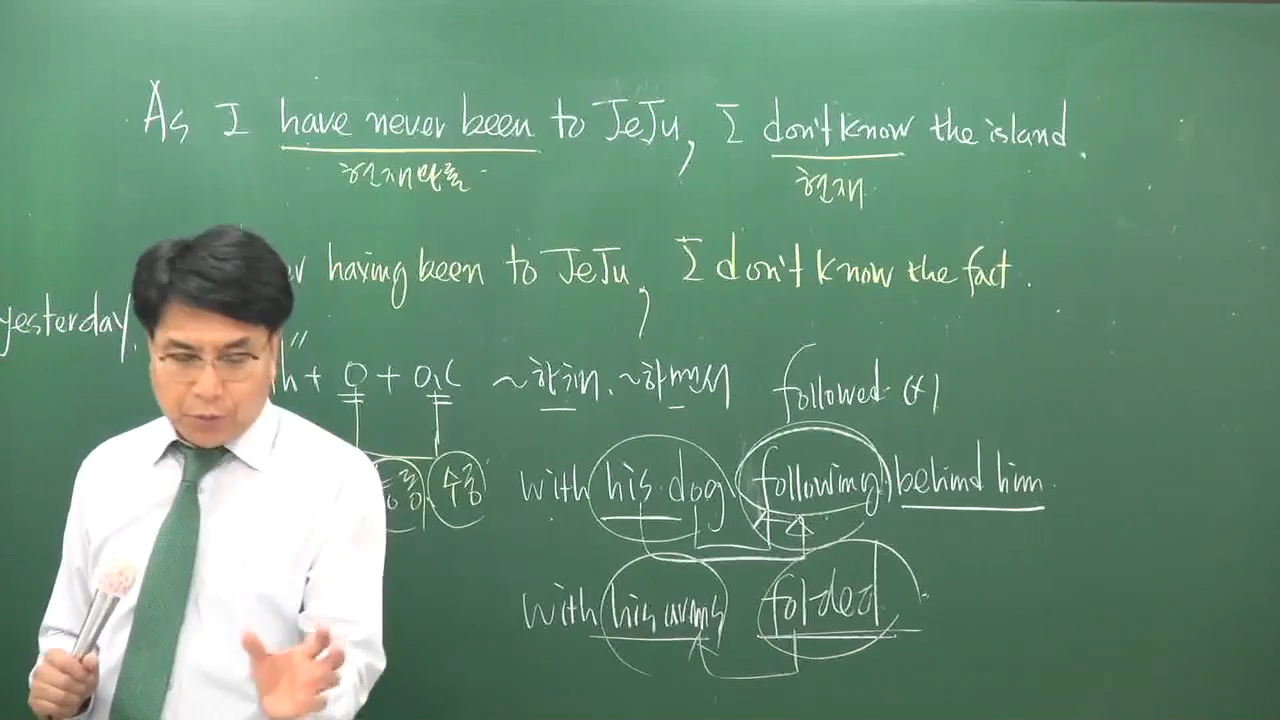 As I have never been to JeJu, I don't know the island.
현재완료 현재
having been to JeJu, I don't know the fact.
yesterday.
+ O + O.C ~한채, ~하면서 followed (x)
수동 with his dog following behind him.
with his arms folded